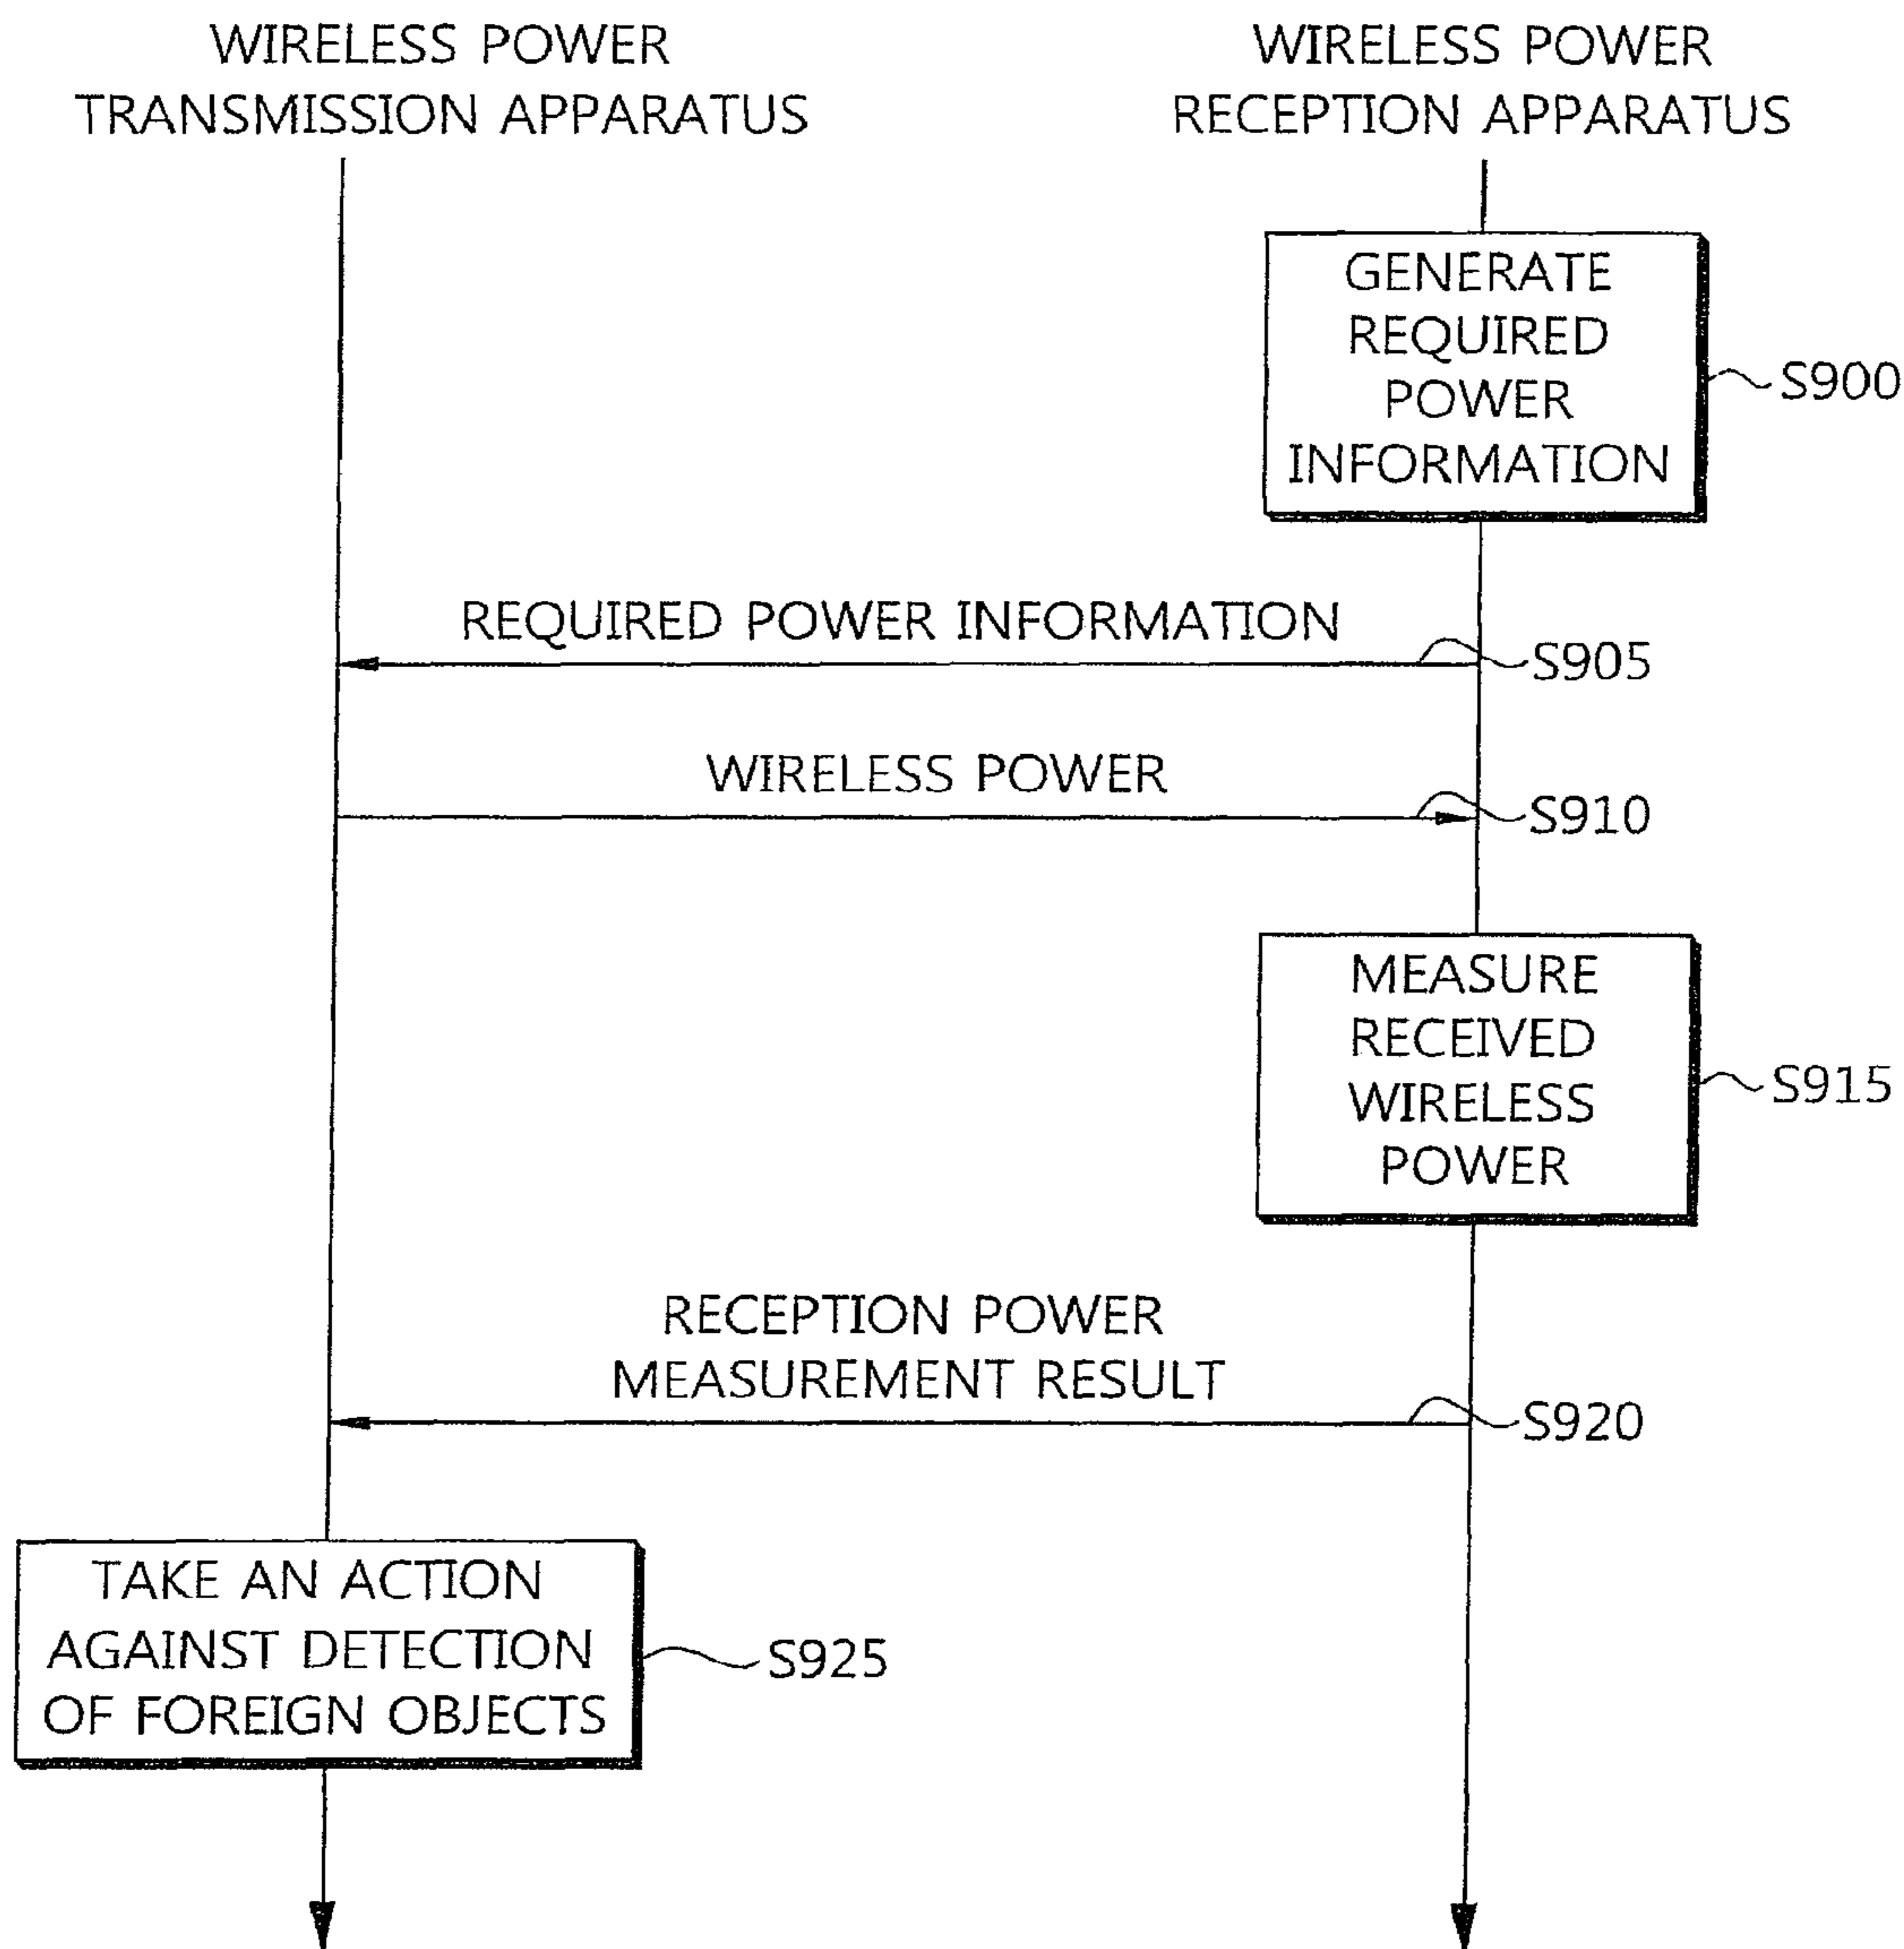 WIRELESS POWER
TRANSMISSION APPARATUS
WIRELESS POWER
RECEPTION APPARATUS
GENERATE
REQUIRED
POWER
INFORMATION
S900
REQUIRED POWER INFORMATION
S905
WIRELESS POWER
S910
MEASURE
RECEIVED
WIRELESS
POWER
S915
RECEPTION POWER
MEASUREMENT RESULT
S920
TAKE AN ACTION
AGAINST DETECTION
OF FOREIGN OBJECTS
S925